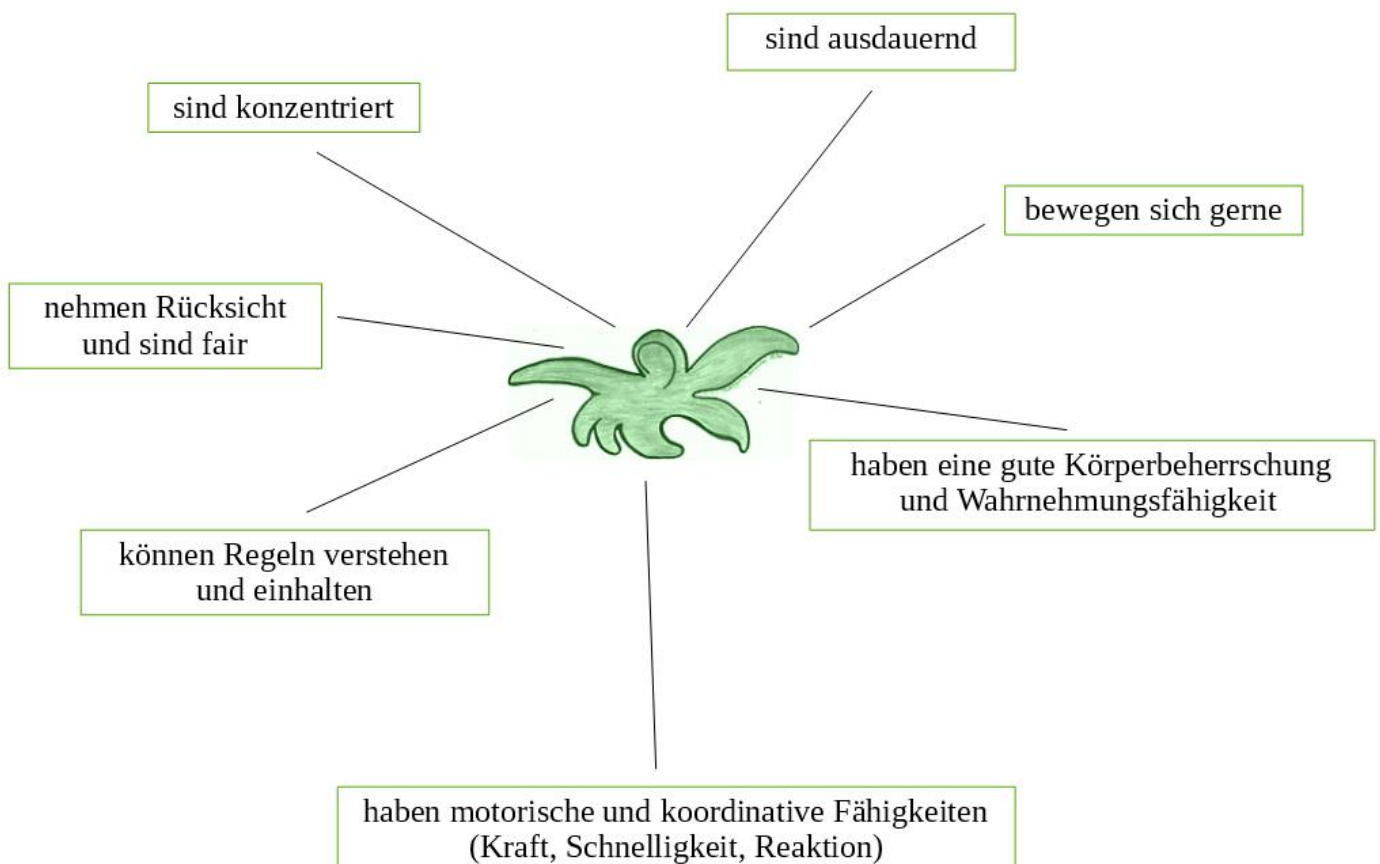 sind ausdauernd
sind konzentriert
bewegen sich gerne
nehmen Rücksicht
und sind fair
haben eine gute Körperbeherrschung
und Wahrnehmungsfähigkeit
können Regeln verstehen
und einhalten
haben motorische und koordinative Fähigkeiten
(Kraft, Schnelligkeit, Reaktion)